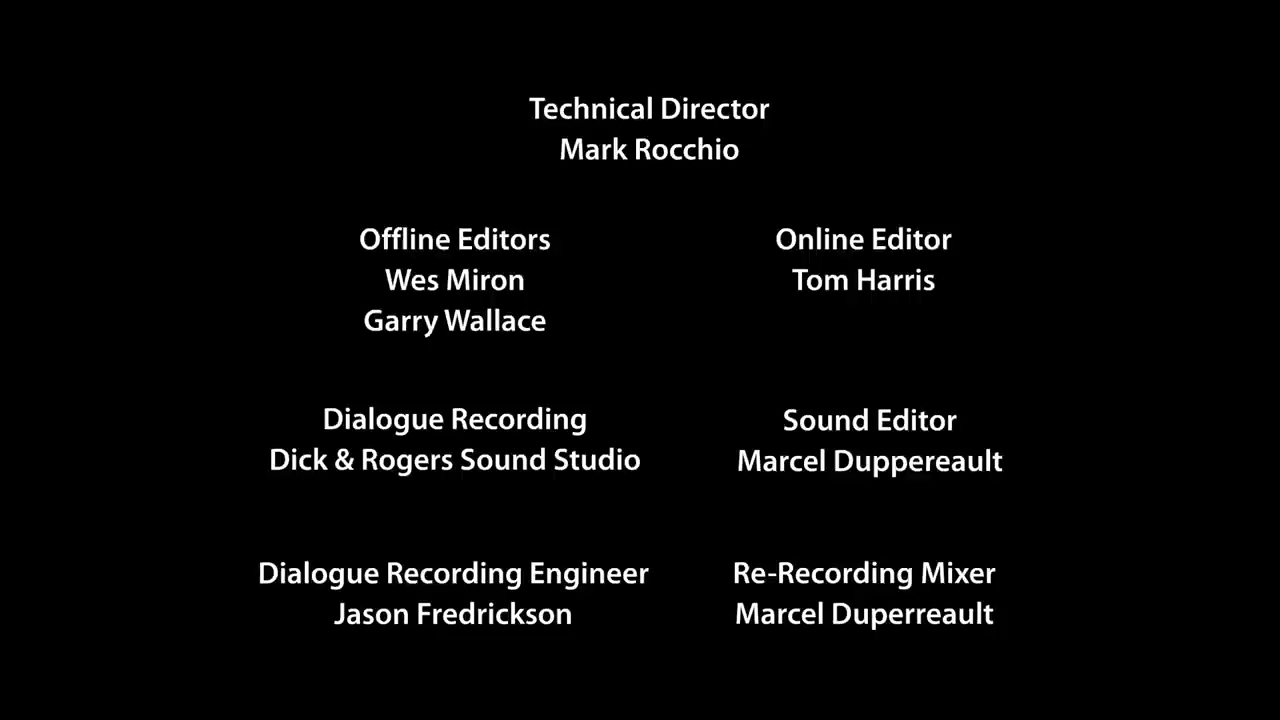 Technical Director
Mark Rocchio
Offline Editors
Wes Miron
Garry Wallace
Online Editor
Tom Harris
Dialogue Recording
Dick & Rogers Sound Studio
Sound Editor
Marcel Duppereault
Dialogue Recording Engineer
Jason Fredrickson
Re-Recording Mixer
Marcel Duperreault